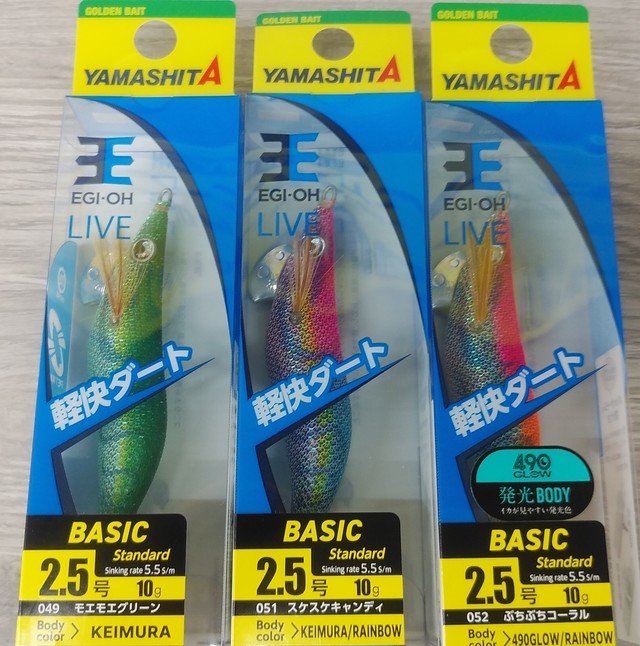 GOLDEN BAIT
YAMASHITA
EGI-OH
LIVE
軽快ダート
BASIC
Standard
Sinking rate 5.5 s/m
2.5号 10g
049 モエモエグリーン
Body color > KEIMURA
GOLDEN BAIT
YAMASHITA
EGI-OH
LIVE
軽快ダート
BASIC
Standard
Sinking rate 5.5 s/m
2.5号 10g
051 スケスケキャンディ
Body color > KEIMURA/RAINBOW
GOLDEN BAIT
YAMASHITA
EGI-OH
LIVE
軽快ダート
490
GLOW
発光BODY
イカが見やすい発光色
BASIC
Standard
Sinking rate 5.5 s/m
2.5号 10g
052 ぷちぷちコーラル
Body color > 490GLOW/RAINBOW